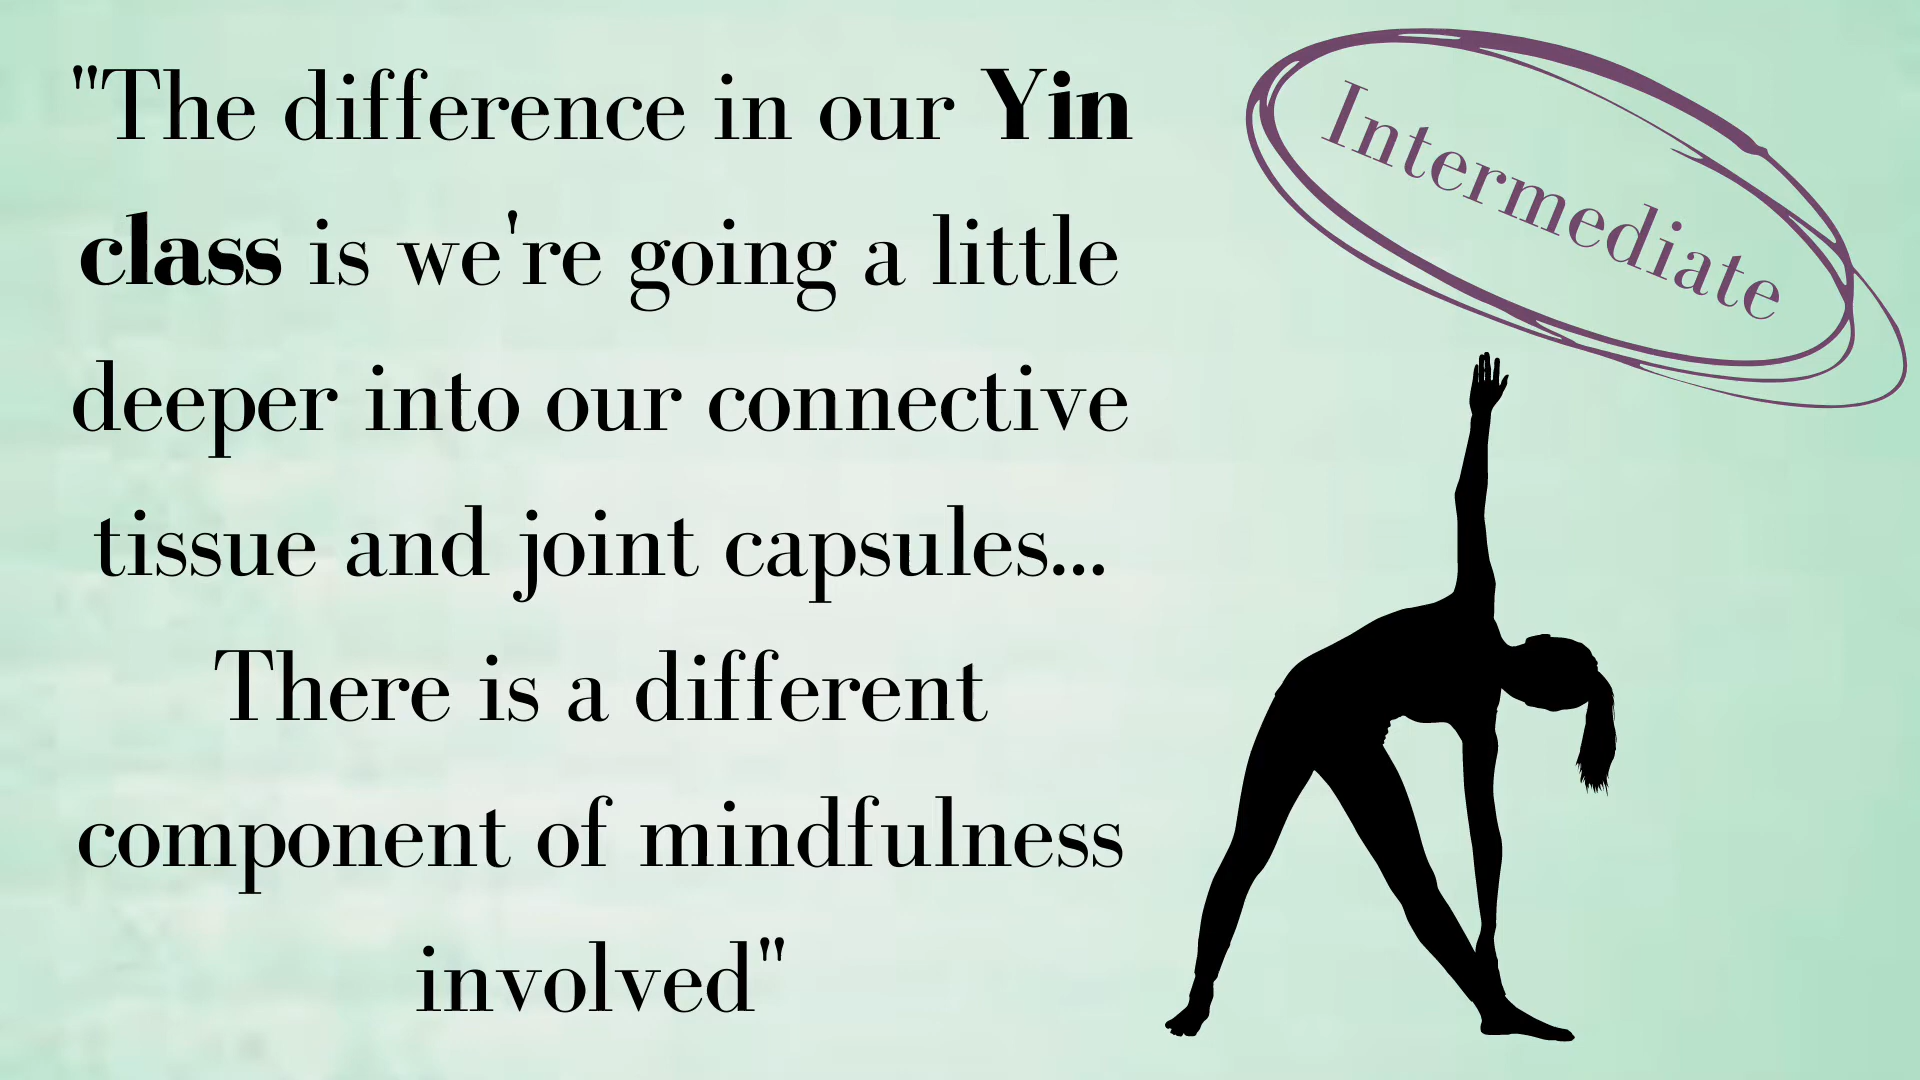 "The difference in our Yin
class is we're going a little
deeper into our connective
tissue and joint capsules...
There is a different
component of mindfulness
involved"
Intermediate